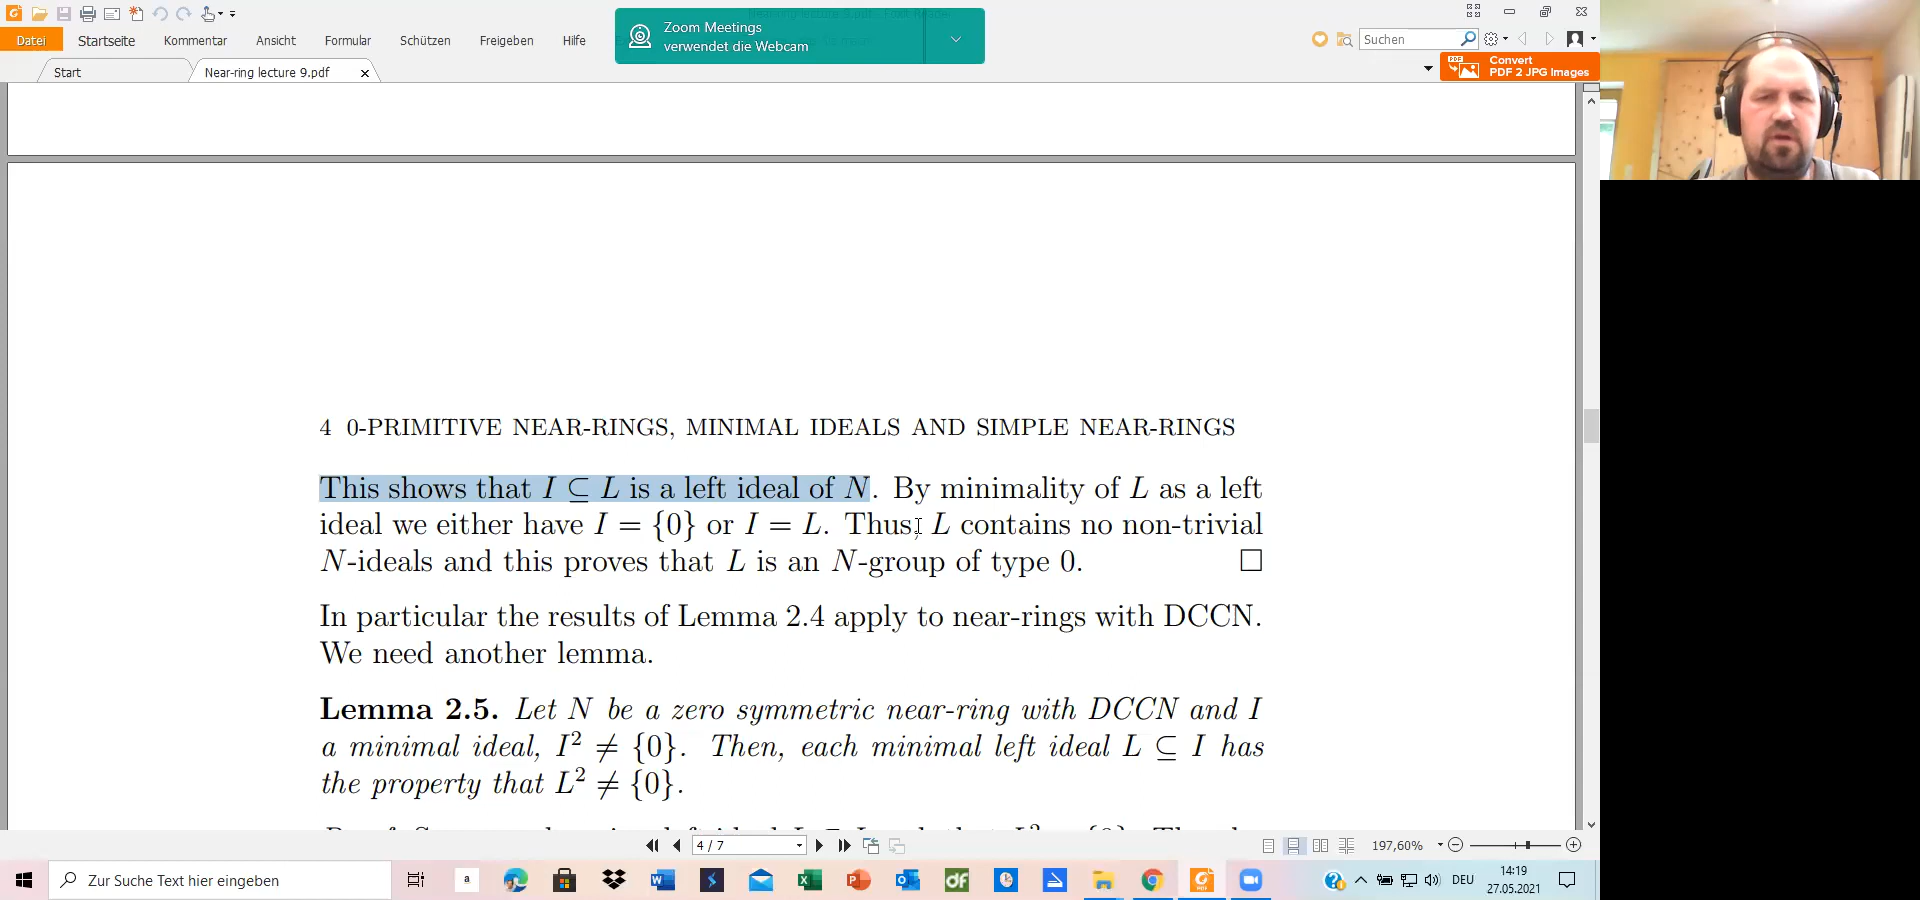 Zoom Meetings
verwendet die Webcam
Datei Startseite Kommentar Ansicht Formular Schützen Freigeben Hilfe
Suchen
Start
Near-ring lecture 9.pdf
Convert
PDF 2 JPG Images
4 0-PRIMITIVE NEAR-RINGS, MINIMAL IDEALS AND SIMPLE NEAR-RINGS
This shows that I ⊆ L is a left ideal of N. By minimality of L as a left
ideal we either have I = {0} or I = L. Thus, L contains no non-trivial
N-ideals and this proves that L is an N-group of type 0. □
In particular the results of Lemma 2.4 apply to near-rings with DCCN.
We need another lemma.
Lemma 2.5. Let N be a zero symmetric near-ring with DCCN and I
a minimal ideal, I² ≠ {0}. Then, each minimal left ideal L ⊆ I has
the property that L² ≠ {0}.
4 / 7
197,60%
Zur Suche Text hier eingeben
DEU
14:19
27.05.2021